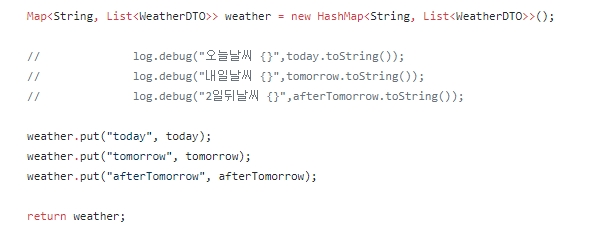 Map<String, List<WeatherDTO>> weather = new HashMap<String, List<WeatherDTO>>();
// log.debug("오늘날씨 {}",today.toString());
// log.debug("내일날씨 {}",tomorrow.toString());
// log.debug("2일뒤날씨 {}",afterTomorrow.toString());
weather.put("today", today);
weather.put("tomorrow", tomorrow);
weather.put("afterTomorrow", afterTomorrow);
return weather;